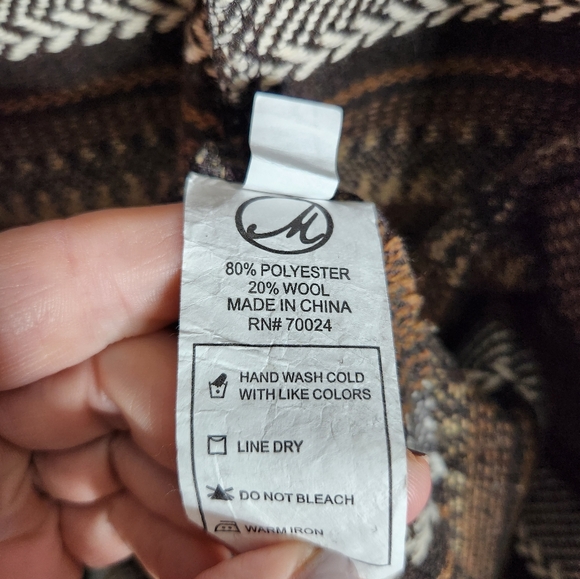 M
80% POLYESTER
20% WOOL
MADE IN CHINA
RN# 70024
HAND WASH COLD
WITH LIKE COLORS
LINE DRY
DO NOT BLEACH
WARM IRON